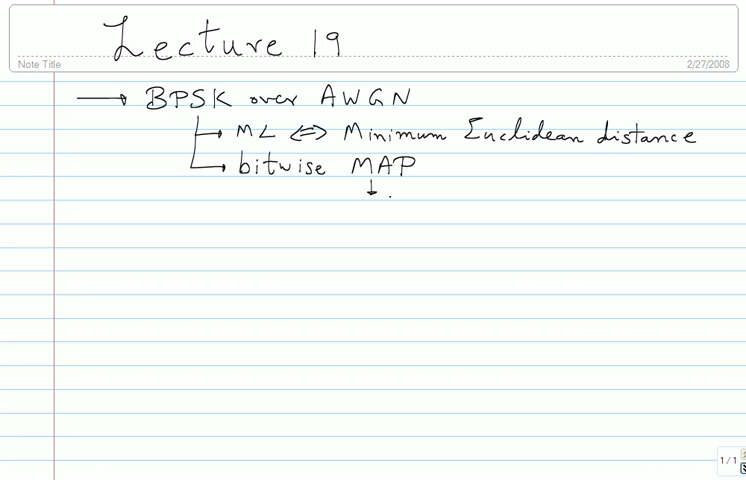 Lecture 19
Note Title
2/27/2008
→ BPSK over AWGN
→ ML ⇔ Minimum Euclidean distance
→ bitwise MAP
↓
1/1